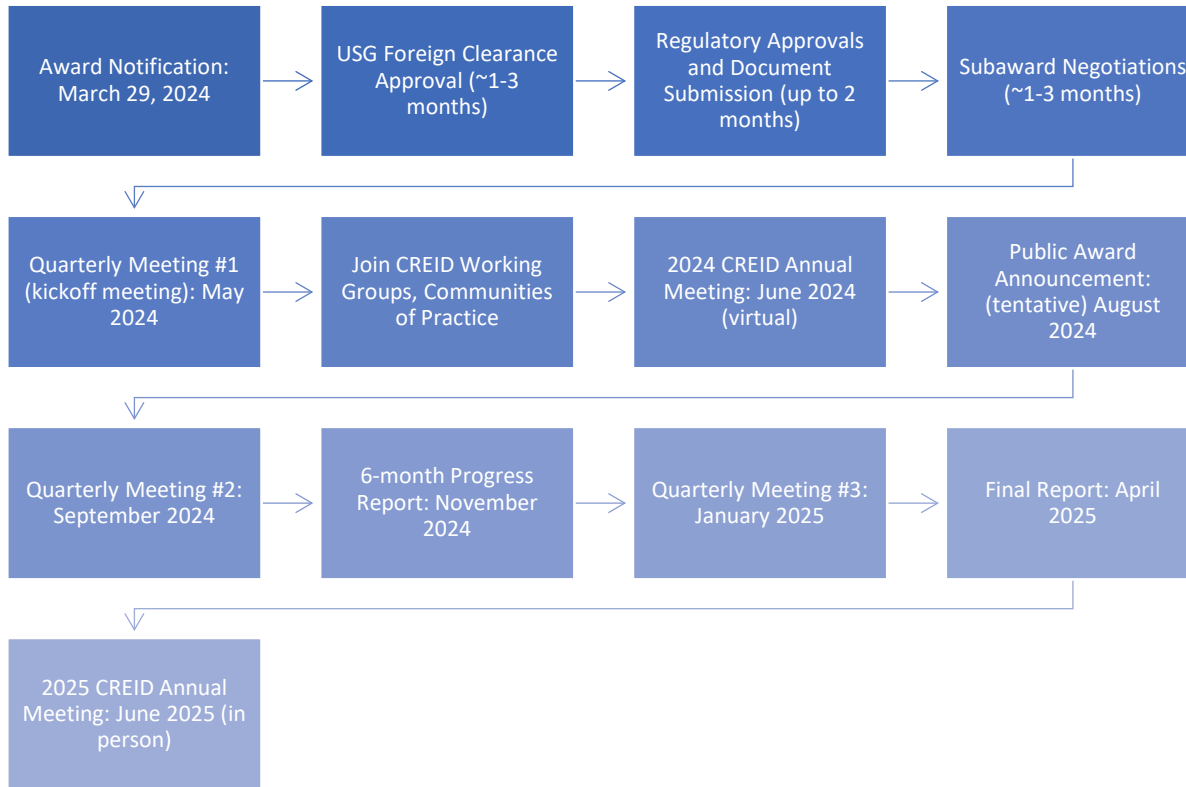 Award Notification:
March 29, 2024
USG Foreign Clearance
Approval (~1-3
months)
Regulatory Approvals
and Document
Submission (up to 2
months)
Subaward Negotiations
(~1-3 months)
Quarterly Meeting #1
(kickoff meeting): May
2024
Join CREID Working
Groups, Communities
of Practice
2024 CREID Annual
Meeting: June 2024
(virtual)
Public Award
Announcement:
(tentative) August
2024
Quarterly Meeting #2:
September 2024
6-month Progress
Report: November
2024
Quarterly Meeting #3:
January 2025
Final Report: April
2025
2025 CREID Annual
Meeting: June 2025 (in
person)